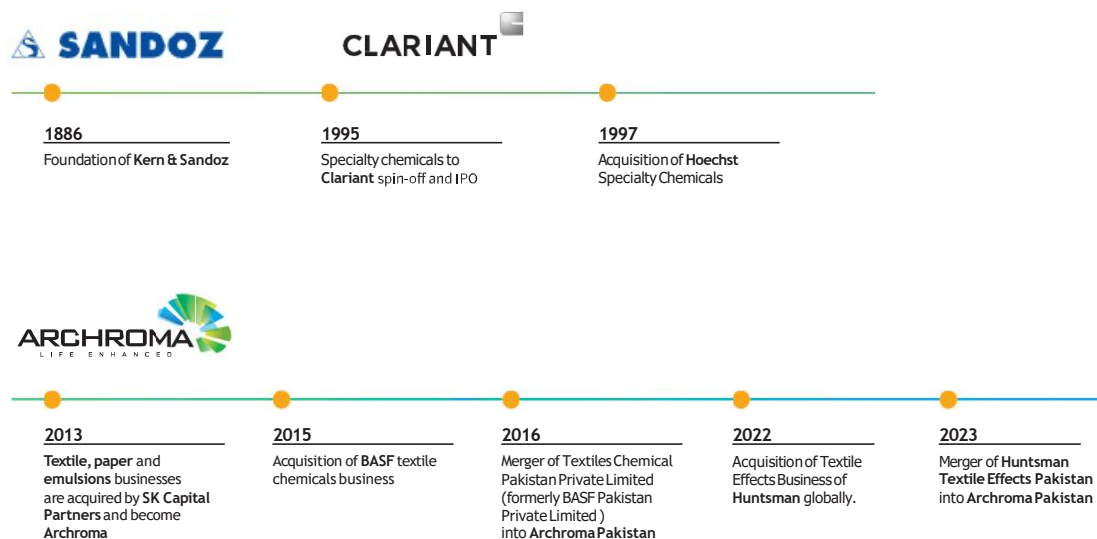 SANDOZ
CLARIANT
1886
Foundation of Kern & Sandoz
1995
Specialty chemicals to
Clariant spin-off and IPO
1997
Acquisition of Hoechst
Specialty Chemicals
ARCHROMA
LIFE ENHANCED
2013
Textile, paper and
emulsions businesses
are acquired by SK Capital
Partners and become
Archroma
2015
Acquisition of BASF textile
chemicals business
2016
Merger of Textiles Chemical
Pakistan Private Limited
(formerly BASF Pakistan
Private Limited )
into Archroma Pakistan
2022
Acquisition of Textile
Effects Business of
Huntsman globally.
2023
Merger of Huntsman
Textile Effects Pakistan
into Archroma Pakistan